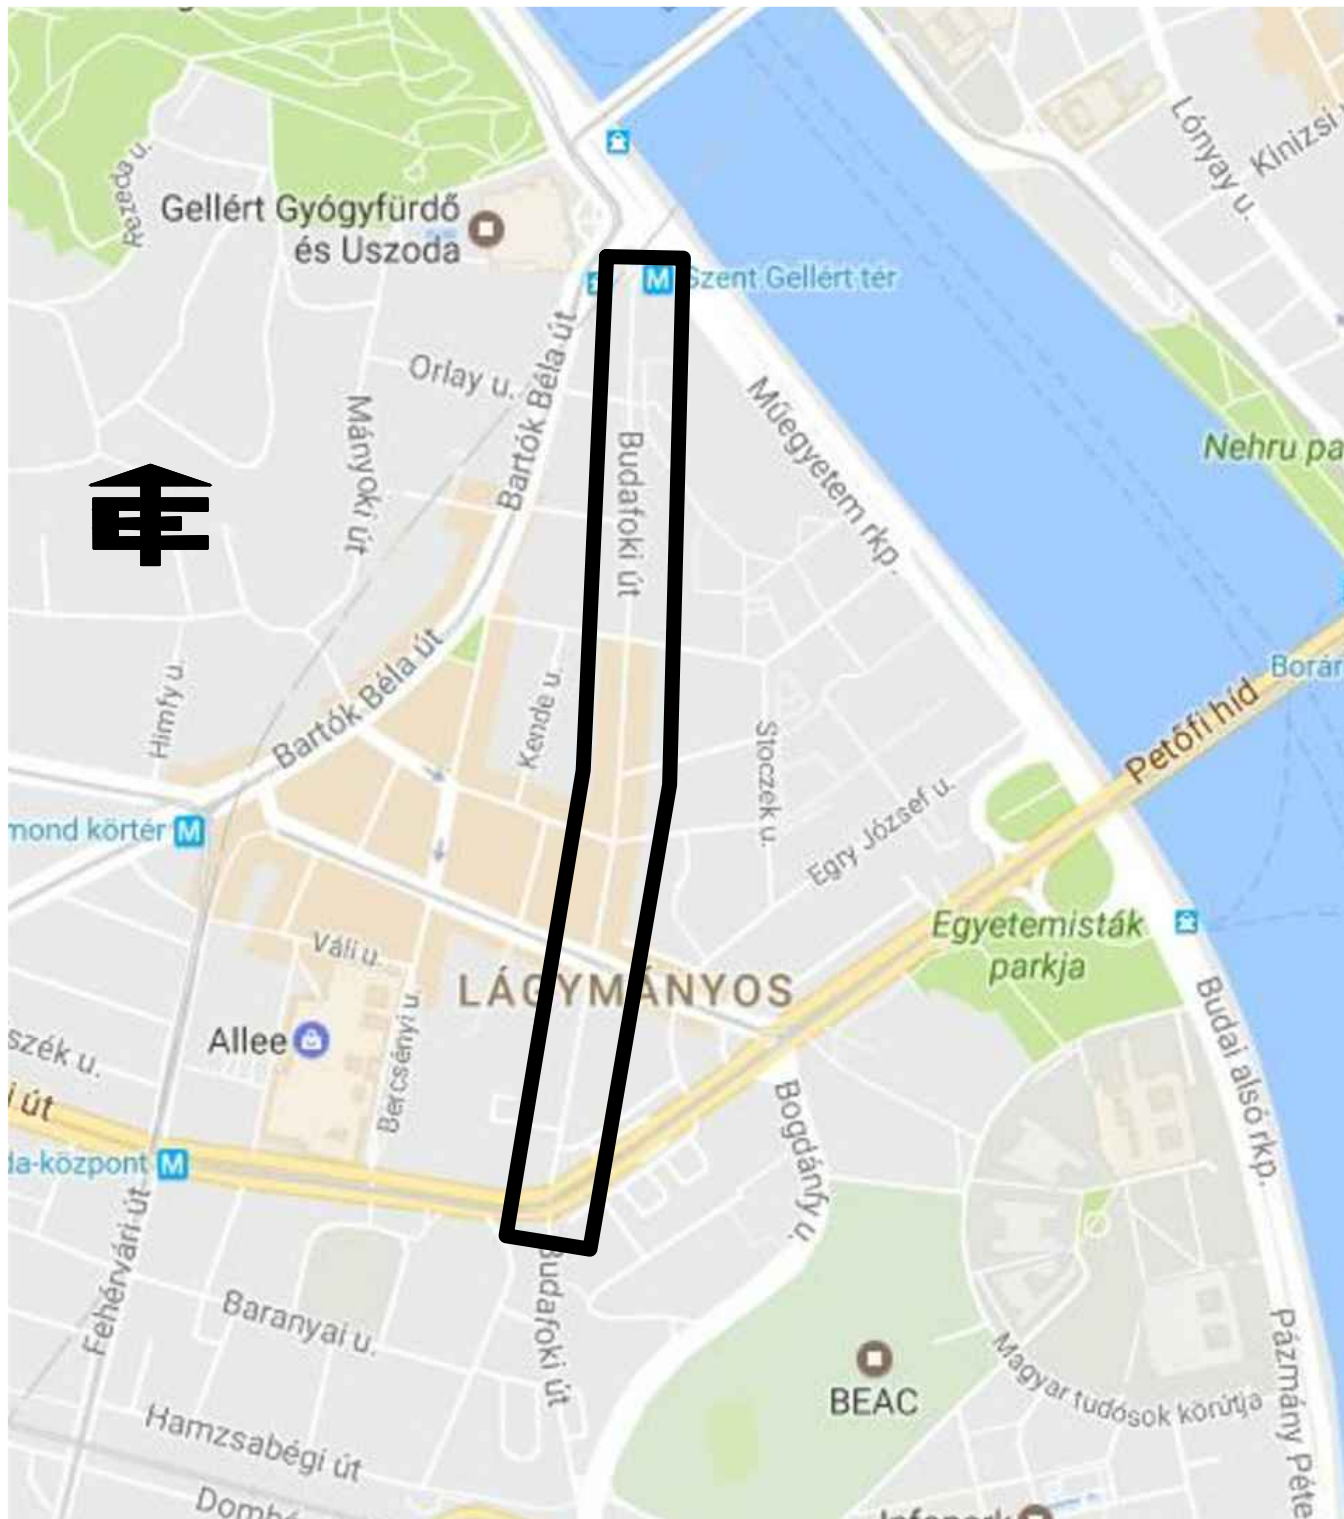 Rezeda u.
Lónyay u.
Kinizsi
Gellért Gyógyfürdő
és Uszoda
M
Szent Gellért tér
Orlay u.
Bartók Béla út
Mányoki út
Budafoki út
Műegyetem rkp.
Nehru pa
É
Himfy u.
Bartók Béla út
Kende u.
Stoczek u.
Borár
Petőfi híd
mond körtér
M
Egry József u.
Egyetemisták
parkja
Váli u.
LÁGYMÁNYOS
Allee
Bercsényi u.
szék u.
i út
Budai alsó rkp.
Bogdánfy u.
da-központ
M
Fehérvári út
Baranyai u.
Budafoki út
BEAC
Magyar tudósok körútja
Pázmány Péte
Hamzsabégi út